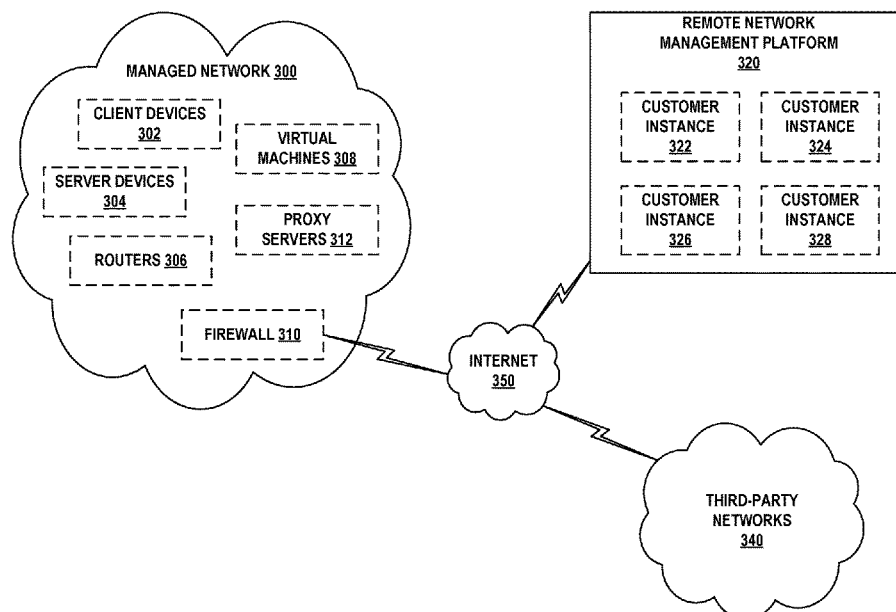 MANAGED NETWORK 300
CLIENT DEVICES
302
VIRTUAL
MACHINES 308
SERVER DEVICES
304
PROXY
SERVERS 312
ROUTERS 306
FIREWALL 310
REMOTE NETWORK
MANAGEMENT PLATFORM
320
CUSTOMER
INSTANCE
322
CUSTOMER
INSTANCE
324
CUSTOMER
INSTANCE
326
CUSTOMER
INSTANCE
328
INTERNET
350
THIRD-PARTY
NETWORKS
340